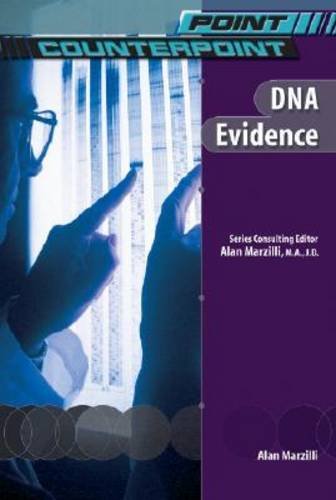 POINT
COUNTERPOINT
DNA
Evidence
Series Consulting Editor
Alan Marzilli, M.A., J.D.
Alan Marzilli